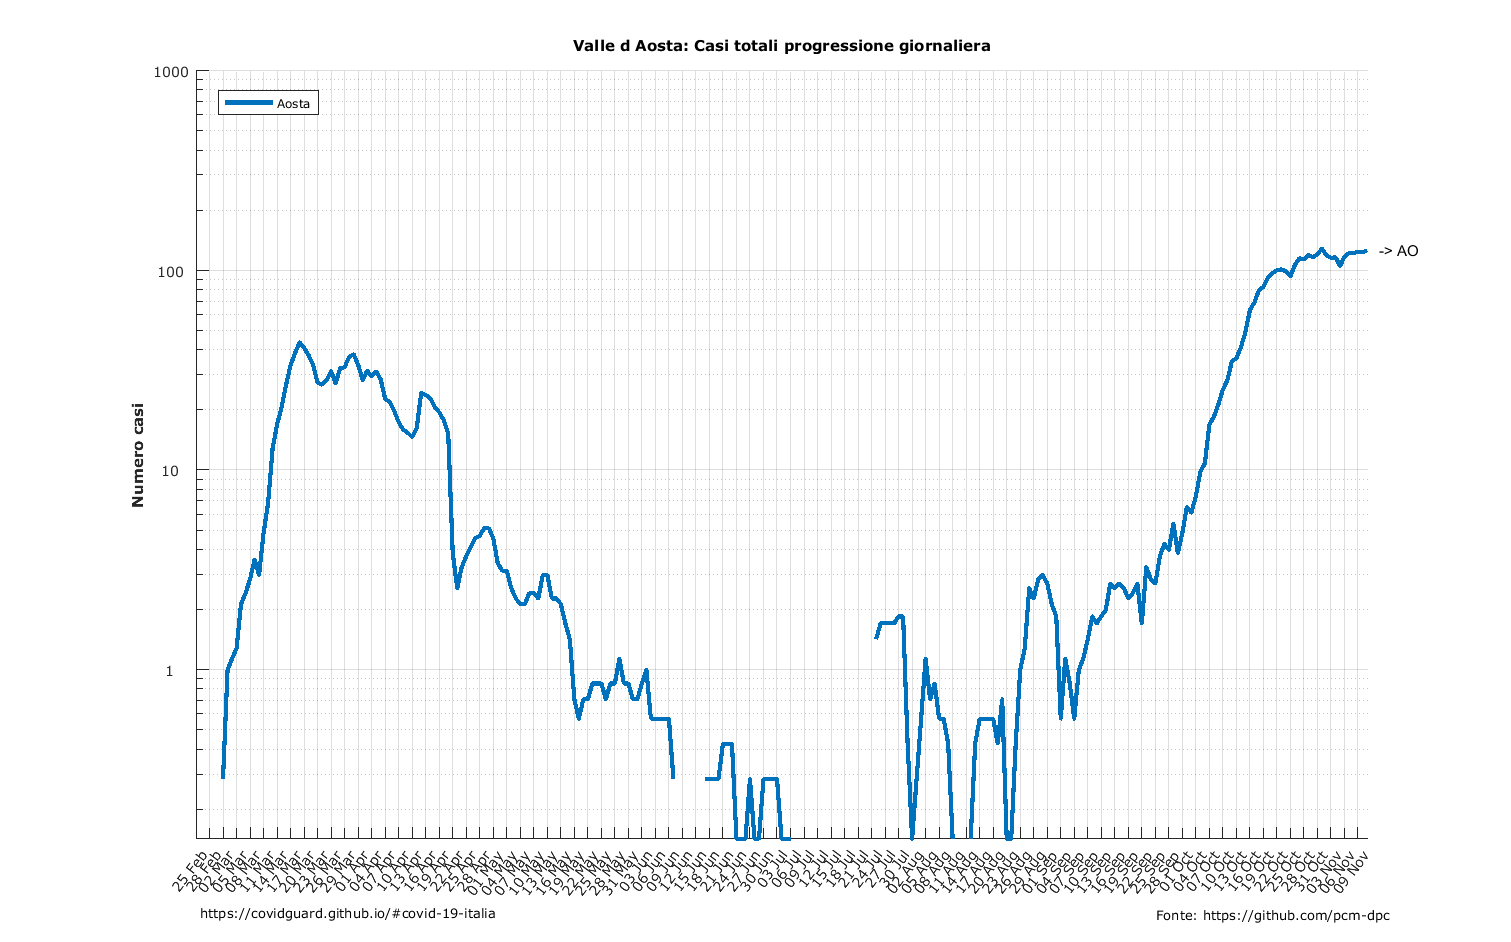 Valle d Aosta: Casi totali progressione giornaliera
Aosta
1000
100
10
1
Numero casi
-> AO
25 Feb
28 Feb
02 Mar
05 Mar
08 Mar
11 Mar
14 Mar
17 Mar
20 Mar
23 Mar
26 Mar
29 Mar
01 Apr
04 Apr
07 Apr
10 Apr
13 Apr
16 Apr
19 Apr
22 Apr
25 Apr
28 Apr
01 May
04 May
07 May
10 May
13 May
16 May
19 May
22 May
25 May
28 May
31 May
03 Jun
06 Jun
09 Jun
12 Jun
15 Jun
18 Jun
21 Jun
24 Jun
27 Jun
30 Jun
03 Jul
06 Jul
09 Jul
12 Jul
15 Jul
18 Jul
21 Jul
24 Jul
27 Jul
30 Jul
02 Aug
05 Aug
08 Aug
11 Aug
14 Aug
17 Aug
20 Aug
23 Aug
26 Aug
29 Aug
01 Sep
04 Sep
07 Sep
10 Sep
13 Sep
16 Sep
19 Sep
22 Sep
25 Sep
28 Sep
01 Oct
04 Oct
07 Oct
10 Oct
13 Oct
16 Oct
19 Oct
22 Oct
25 Oct
28 Oct
31 Oct
03 Nov
06 Nov
09 Nov
https://covidguard.github.io/#covid-19-italia
Fonte: https://github.com/pcm-dpc